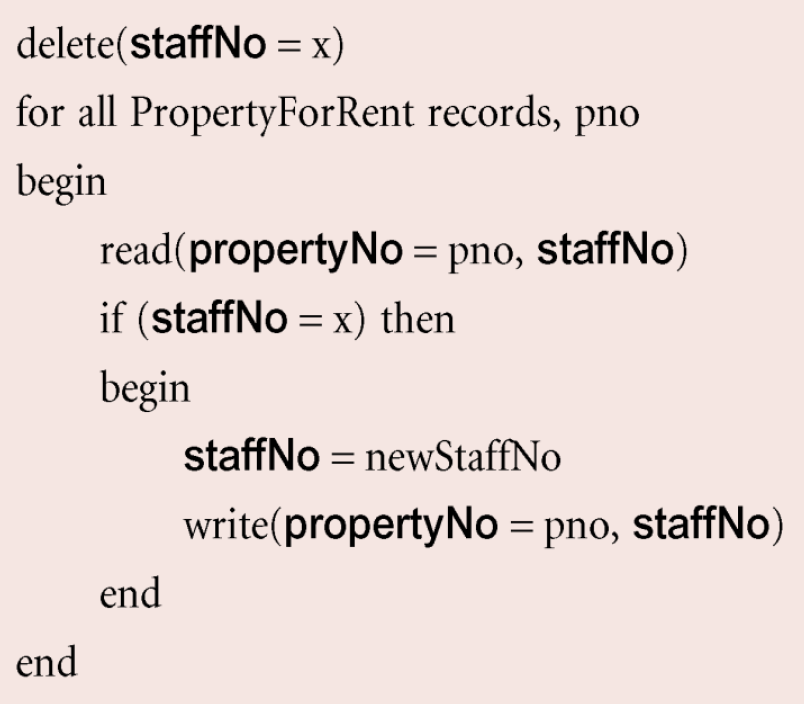 delete(staffNo = x)
for all PropertyForRent records, pno
begin
read(propertyNo = pno, staffNo)
if (staffNo = x) then
begin
staffNo = newStaffNo
write(propertyNo = pno, staffNo)
end
end